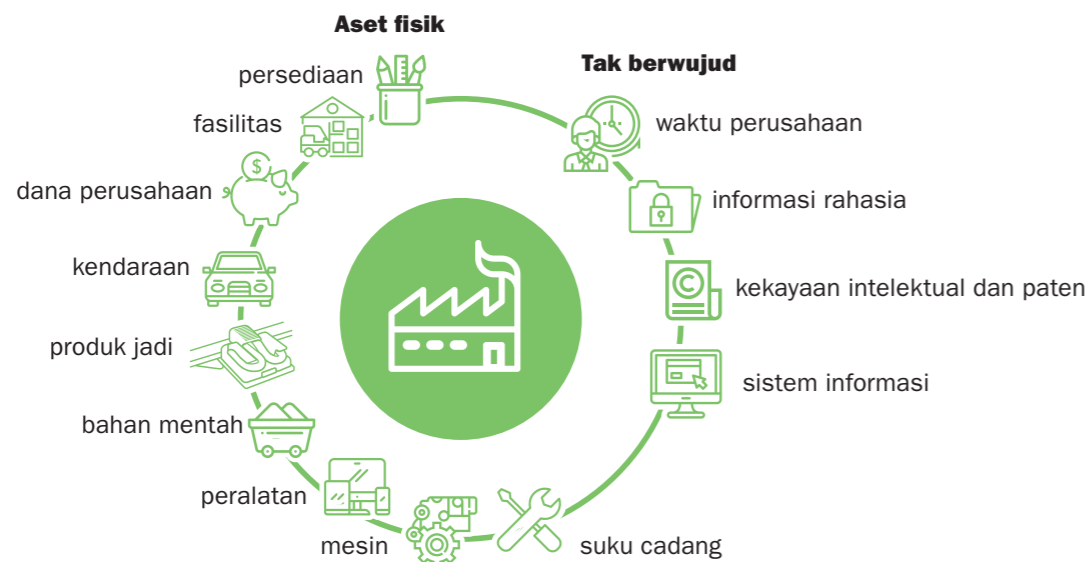 Aset fisik
persediaan
fasilitas
dana perusahaan
$
kendaraan
produk jadi
bahan mentah
peralatan
mesin
suku cadang
Tak berwujud
waktu perusahaan
informasi rahasia
©
kekayaan intelektual dan paten
sistem informasi